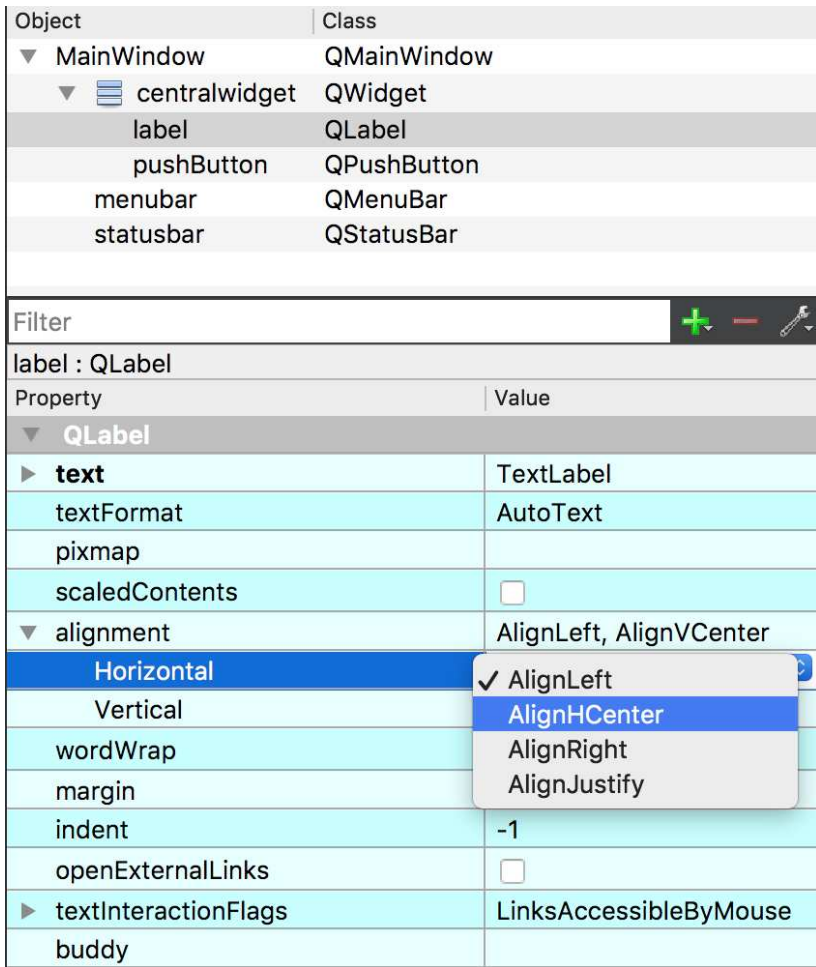 Object Class
MainWindow QMainWindow
centralwidget QWidget
label QLabel
pushButton QPushButton
menubar QMenuBar
statusbar QStatusBar
Filter
label : QLabel
Property Value
QLabel
text TextLabel
textFormat AutoText
pixmap
scaledContents
alignment AlignLeft, AlignVCenter
Horizontal ✓ AlignLeft
AlignHCenter
Vertical
AlignRight
wordWrap
AlignJustify
margin
indent -1
openExternalLinks
textInteractionFlags LinksAccessibleByMouse
buddy